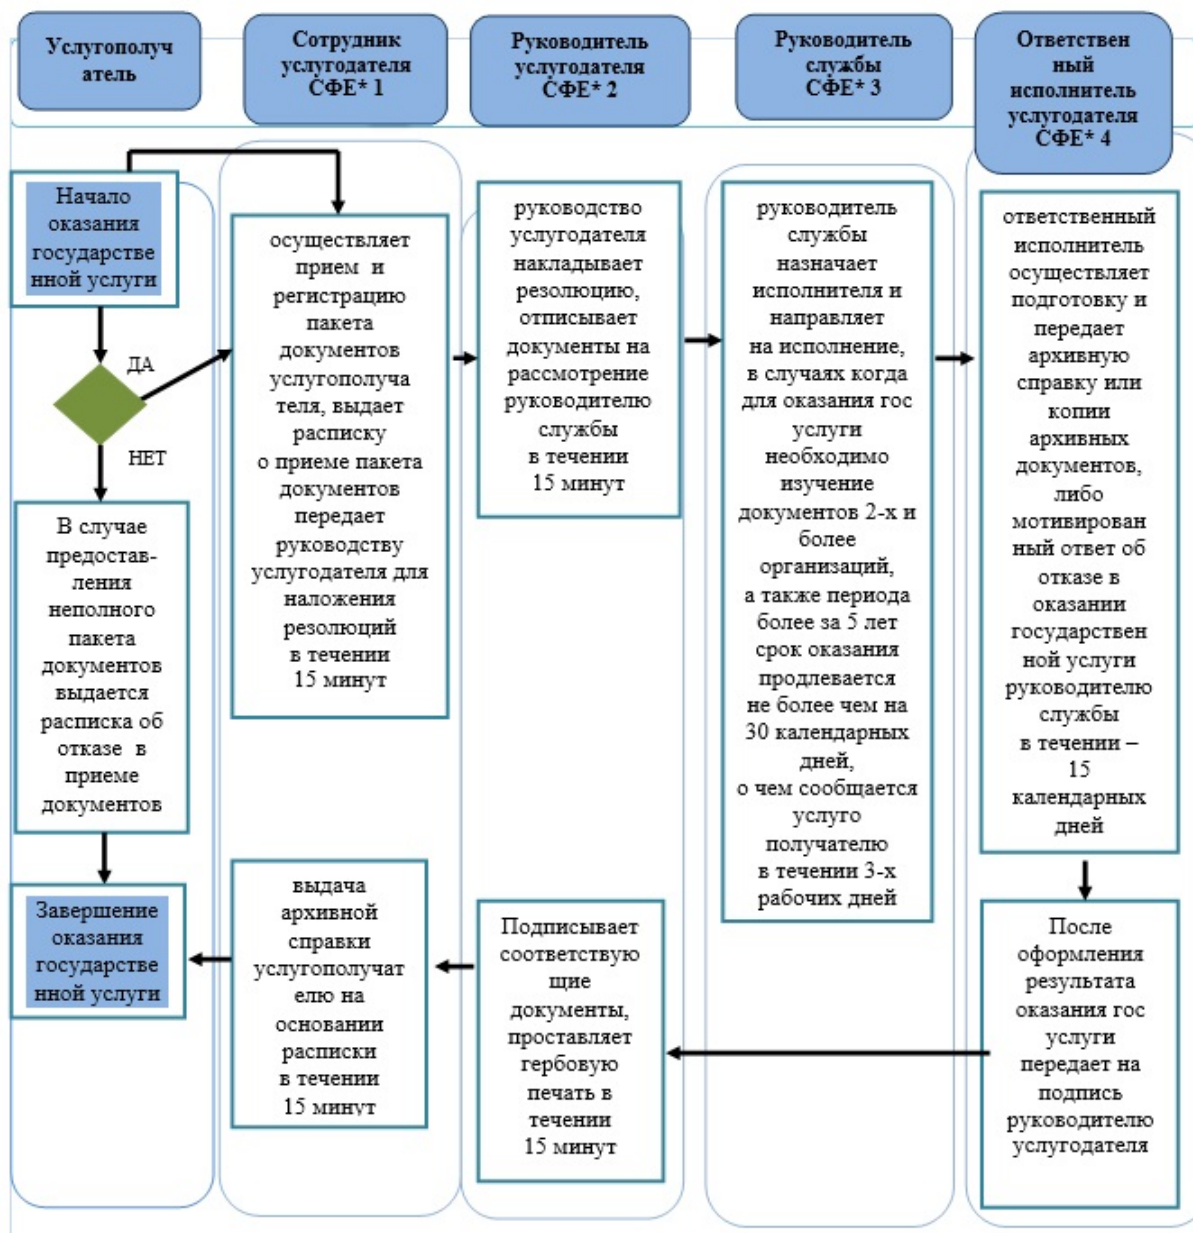 Услугополуч
атель
Сотрудник
услугодателя
СФЕ* 1
Руководитель
услугодателя
СФЕ* 2
Руководитель
службы
СФЕ* 3
Ответствен
ный
исполнитель
услугодателя
СФЕ* 4
Начало
оказания
государстве
нной услуги
ДА
НЕТ
В случае
предостав-
ления
неполного
пакета
документов
выдается
расписка об
отказе в
приеме
документов
Завершение
оказания
государстве
нной услуги
осуществляет
прием и
регистрацию
пакета
документов
услугополуча
теля, выдает
расписку
о приеме пакета
документов
передает
руководству
услугодателя для
наложения
резолюций
в течении
15 минут
выдача
архивной
справки
услугополучат
елю на
основании
расписки
в течении
15 минут
руководство
услугодателя
накладывает
резолюцию,
отписывает
документы на
рассмотрение
руководителю
службы
в течении
15 минут
Подписывает
соответствую
щие
документы,
проставляет
гербовую
печать в
течении
15 минут
руководитель
службы
назначает
исполнителя и
направляет
на исполнение,
в случаях когда
для оказания гос
услуги
необходимо
изучение
документов 2-х и
более
организаций,
а также периода
более за 5 лет
срок оказания
продлевается
не более чем на
30 календарных
дней,
о чем сообщается
услуго
получателю
в течении 3-х
рабочих дней
ответственный
исполнитель
осуществляет
подготовку и
передает
архивную
справку или
копии
архивных
документов,
либо
мотивирован
ный ответ об
отказе в
оказании
государствен
ной услуги
руководителю
службы
в течении –
15
календарных
дней
После
оформления
результата
оказания гос
услуги
передает на
подпись
руководителю
услугодателя